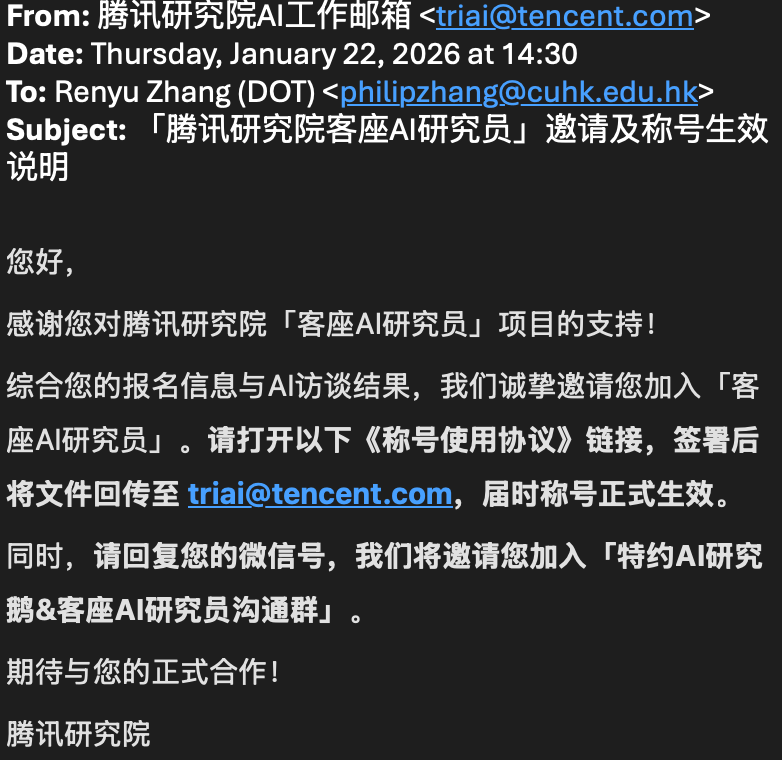 From: 腾讯研究院AI工作邮箱 <triai@tencent.com>
Date: Thursday, January 22, 2026 at 14:30
To: Renyu Zhang (DOT) <philipzhang@cuhk.edu.hk>
Subject: 「腾讯研究院客座AI研究员」邀请及称号生效
说明
您好，
感谢您对腾讯研究院「客座AI研究员」项目的支持！
综合您的报名信息与AI访谈结果，我们诚挚邀请您加入「客
座AI研究员」。请打开以下《称号使用协议》链接，签署后
将文件回传至 triai@tencent.com，届时称号正式生效。
同时，请回复您的微信号，我们将邀请您加入「特约AI研究
鹅&客座AI研究员沟通群」。
期待与您的正式合作！
腾讯研究院